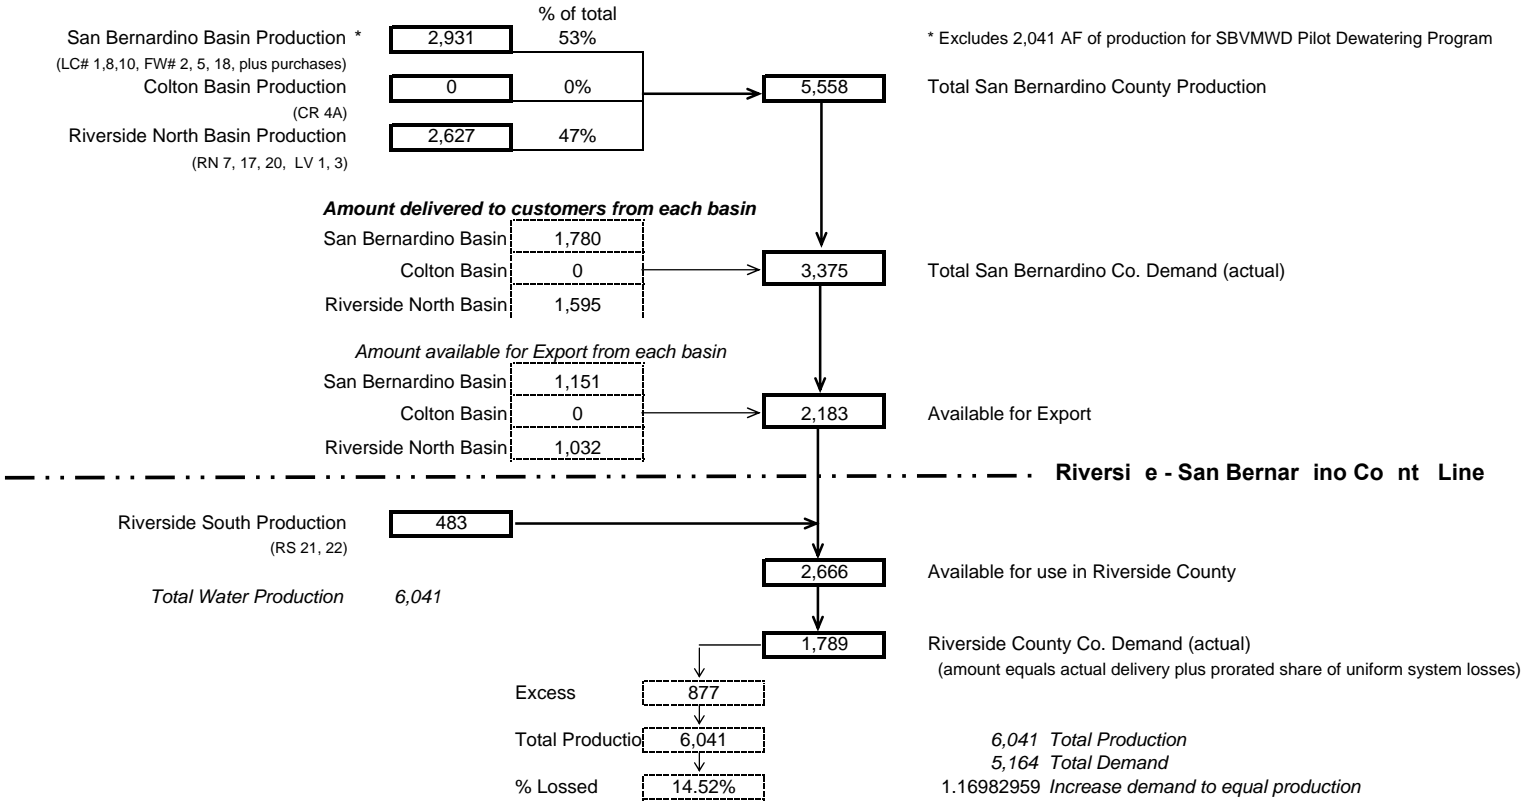 % of total
San Bernardino Basin Production * 2,931 53% * Excludes 2,041 AF of production for SBVMWD Pilot Dewatering Program
(LC# 1,8,10, FW# 2, 5, 18, plus purchases)
Colton Basin Production 0 0% 5,558 Total San Bernardino County Production
(CR 4A)
Riverside North Basin Production 2,627 47%
(RN 7, 17, 20, LV 1, 3)
Amount delivered to customers from each basin
San Bernardino Basin 1,780
Colton Basin 0 3,375 Total San Bernardino Co. Demand (actual)
Riverside North Basin 1,595
Amount available for Export from each basin
San Bernardino Basin 1,151
Colton Basin 0 2,183 Available for Export
Riverside North Basin 1,032
Riversi e - San Bernar ino Co nt Line
Riverside South Production 483
(RS 21, 22)
2,666 Available for use in Riverside County
Total Water Production 6,041
1,789 Riverside County Co. Demand (actual)
(amount equals actual delivery plus prorated share of uniform system losses)
Excess 877
Total Productio 6,041 6,041 Total Production
5,164 Total Demand
% Lossed 14.52% 1.16982959 Increase demand to equal production